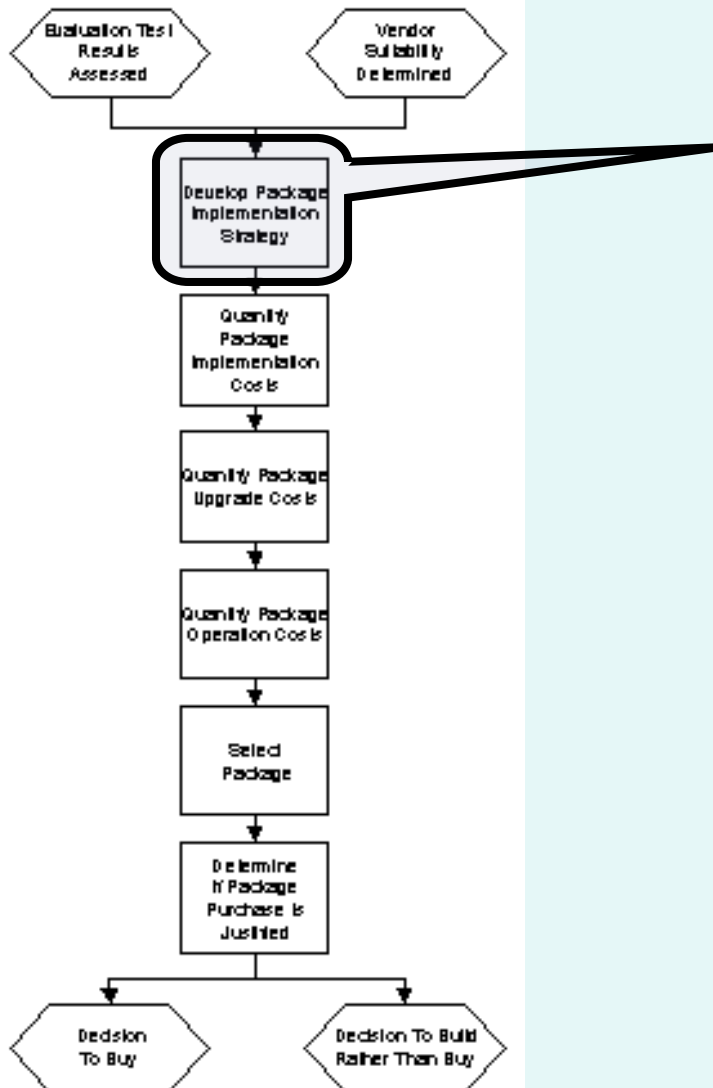 Evaluation Test
Results
Assessed
Vendor
Suitability
Determined
Develop Package
Implementation
Strategy
Quantify
Package
Implementation
Costs
Quantify Package
Upgrade Costs
Quantify Package
Operation Costs
Select
Package
Determine
If Package
Purchase Is
Justified
Decision
To Buy
Decision To Build
Rather Than Buy